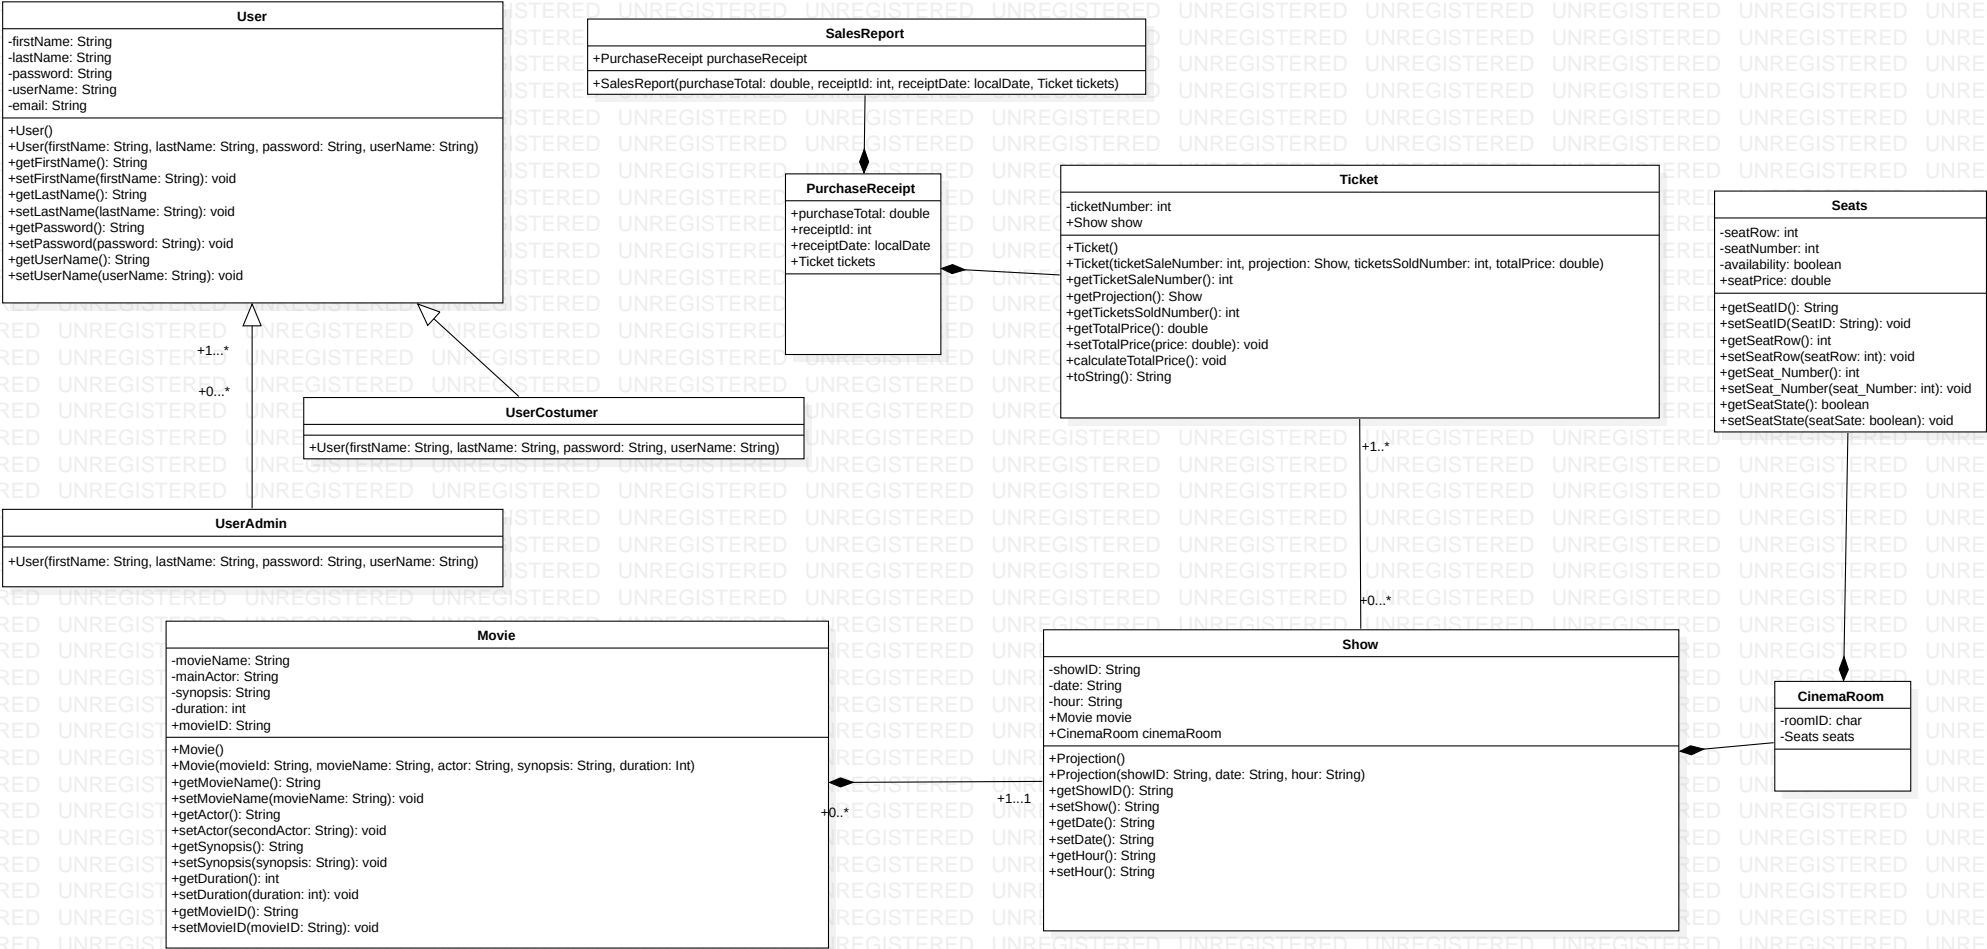 User
-firstName: String
-lastName: String
-password: String
-userName: String
-email: String
+User()
+User(firstName: String, lastName: String, password: String, userName: String)
+getFirstName(): String
+setFirstName(firstName: String): void
+getLastName(): String
+setLastName(lastName: String): void
+getPassword(): String
+setPassword(password: String): void
+getUserName(): String
+setUserName(userName: String): void
SalesReport
+PurchaseReceipt purchaseReceipt
+SalesReport(purchaseTotal: double, receiptId: int, receiptDate: localDate, Ticket tickets)
PurchaseReceipt
+purchaseTotal: double
+receiptId: int
+receiptDate: localDate
+Ticket tickets
Ticket
-ticketNumber: int
+Show show
+Ticket()
+Ticket(ticketSaleNumber: int, projection: Show, ticketsSoldNumber: int, totalPrice: double)
+getTicketSaleNumber(): int
+getProjection(): Show
+getTicketsSoldNumber(): int
+getTotalPrice(): double
+setTotalPrice(price: double): void
+calculateTotalPrice(): void
+toString(): String
Seats
-seatRow: int
-seatNumber: int
-availability: boolean
+seatPrice: double
+getSeatID(): String
+setSeatID(SeatID: String): void
+getSeatRow(): int
+setSeatRow(seatRow: int): void
+getSeat_Number(): int
+setSeat_Number(seat_Number: int): void
+getSeatState(): boolean
+setSeatState(seatSate: boolean): void
+1...*
+0...*
UserCostumer
+User(firstName: String, lastName: String, password: String, userName: String)
UserAdmin
+User(firstName: String, lastName: String, password: String, userName: String)
+1..*
+0...*
Movie
-movieName: String
-mainActor: String
-synopsis: String
-duration: int
+movieID: String
+Movie()
+Movie(movieId: String, movieName: String, actor: String, synopsis: String, duration: Int)
+getMovieName(): String
+setMovieName(movieName: String): void
+getActor(): String
+setActor(secondActor: String): void
+getSynopsis(): String
+setSynopsis(synopsis: String): void
+getDuration(): int
+setDuration(duration: int): void
+getMovieID(): String
+setMovieID(movieID: String): void
+0..*
+1...1
Show
-showID: String
-date: String
-hour: String
+Movie movie
+CinemaRoom cinemaRoom
+Projection()
+Projection(showID: String, date: String, hour: String)
+getShowID(): String
+setShow(): String
+getDate(): String
+setDate(): String
+getHour(): String
+setHour(): String
CinemaRoom
-roomID: char
-Seats seats